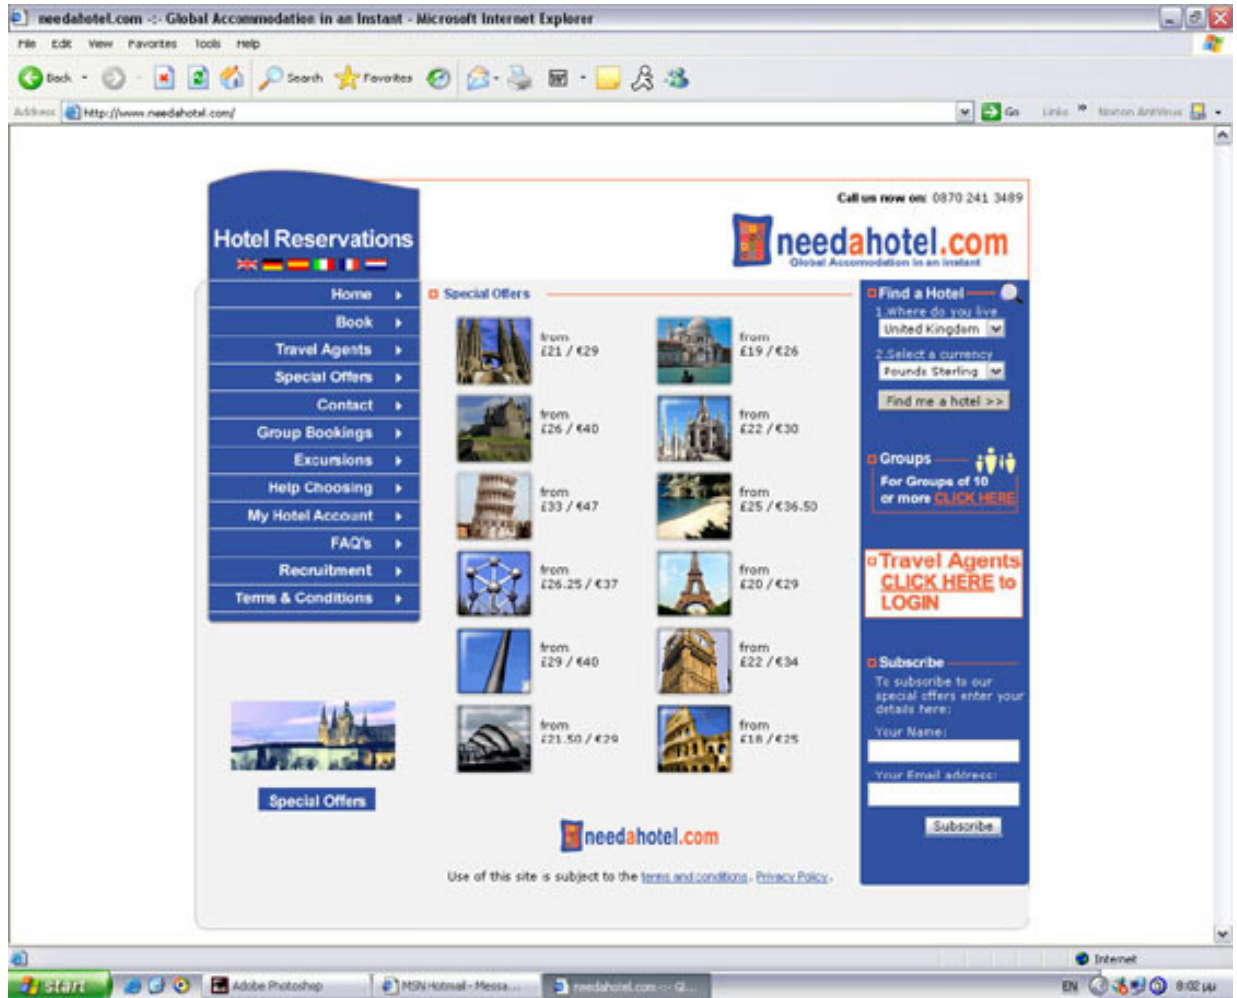 needahotel.com -:- Global Accommodation in an Instant - Microsoft Internet Explorer
File Edit View Favorites Tools Help
Back Search Favorites
Address http://www.needahotel.com/ Go Links Norton AntiVirus
Call us now on: 0870 241 3489
Hotel Reservations
needahotel.com
Global Accomodation in an instant
Home
Book
Travel Agents
Special Offers
Contact
Group Bookings
Excursions
Help Choosing
My Hotel Account
FAQ's
Recruitment
Terms & Conditions
Special Offers
Special Offers
from
£21 / €29
from
£19 / €26
from
£26 / €40
from
£22 / €30
from
£33 / €47
from
£25 / €36.50
from
£26.25 / €37
from
£20 / €29
from
£29 / €40
from
£22 / €34
from
£21.50 / €29
from
£18 / €25
needahotel.com
Use of this site is subject to the terms and conditions. Privacy Policy.
Find a Hotel
1.Where do you live
United Kingdom
2.Select a currency
Pounds Sterling
Find me a hotel >>
Groups
For Groups of 10
or more CLICK HERE
Travel Agents
CLICK HERE to
LOGIN
Subscribe
To subscribe to our
special offers enter your
details here:
Your Name:
Your Email address:
Subscribe
Internet
start Adobe Photoshop MSN Hotmail - Messa... needahotel.com -:- Gl... EN 8:02 μμ